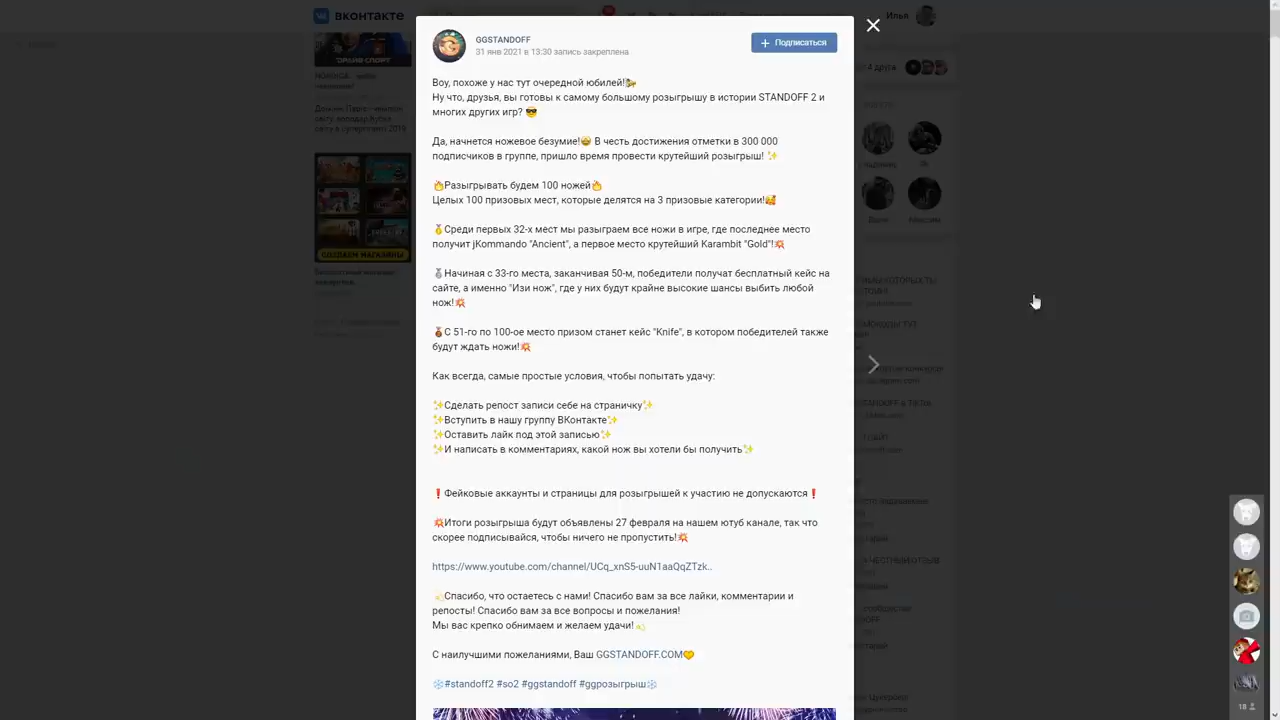 вконтакте
Илья
GGSTANDOFF
31 янв 2021 в 13:30 запись закреплена
Подписаться
Воу, похоже у нас тут очередной юбилей!🎉
Ну что, друзья, вы готовы к самому большому розыгрышу в истории STANDOFF 2 и
многих других игр? 😎
Да, начнется ножевое безумие!🤩 В честь достижения отметки в 300 000
подписчиков в группе, пришло время провести крутейший розыгрыш! ✨
🔥Разыгрывать будем 100 ножей🔥
Целых 100 призовых мест, которые делятся на 3 призовые категории!🥰
🥇Среди первых 32-х мест мы разыграем все ножи в игре, где последнее место
получит jKommando "Ancient", а первое место крутейший Karambit "Gold"!💥
🥈Начиная с 33-го места, заканчивая 50-м, победители получат бесплатный кейс на
сайте, а именно "Изи нож", где у них будут крайне высокие шансы выбить любой
нож!💥
🥉С 51-го по 100-ое место призом станет кейс "Knife", в котором победителей также
будут ждать ножи!💥
Как всегда, самые простые условия, чтобы попытать удачу:
✨Сделать репост записи себе на страничку✨
✨Вступить в нашу группу ВКонтакте✨
✨Оставить лайк под этой записью✨
✨И написать в комментариях, какой нож вы хотели бы получить✨
❗Фейковые аккаунты и страницы для розыгрышей к участию не допускаются❗
💥Итоги розыгрыша будут объявлены 27 февраля на нашем ютуб канале, так что
скорее подписывайся, чтобы ничего не пропустить!💥
https://www.youtube.com/channel/UCq_xnS5-uuN1aaQqZTzk..
💫Спасибо, что остаетесь с нами! Спасибо вам за все лайки, комментарии и
репосты! Спасибо вам за все вопросы и пожелания!
Мы вас крепко обнимаем и желаем удачи!💫
С наилучшими пожеланиями, Ваш GGSTANDOFF.COM💛
❄#standoff2 #so2 #ggstandoff #ggрозыгрыш❄
СОЗДАЕМ МАГАЗИНЫ
4 друга
18